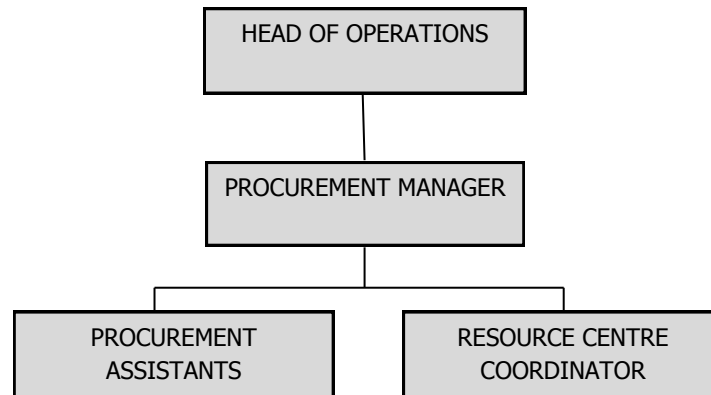 HEAD OF OPERATIONS
PROCUREMENT MANAGER
PROCUREMENT
ASSISTANTS
RESOURCE CENTRE
COORDINATOR